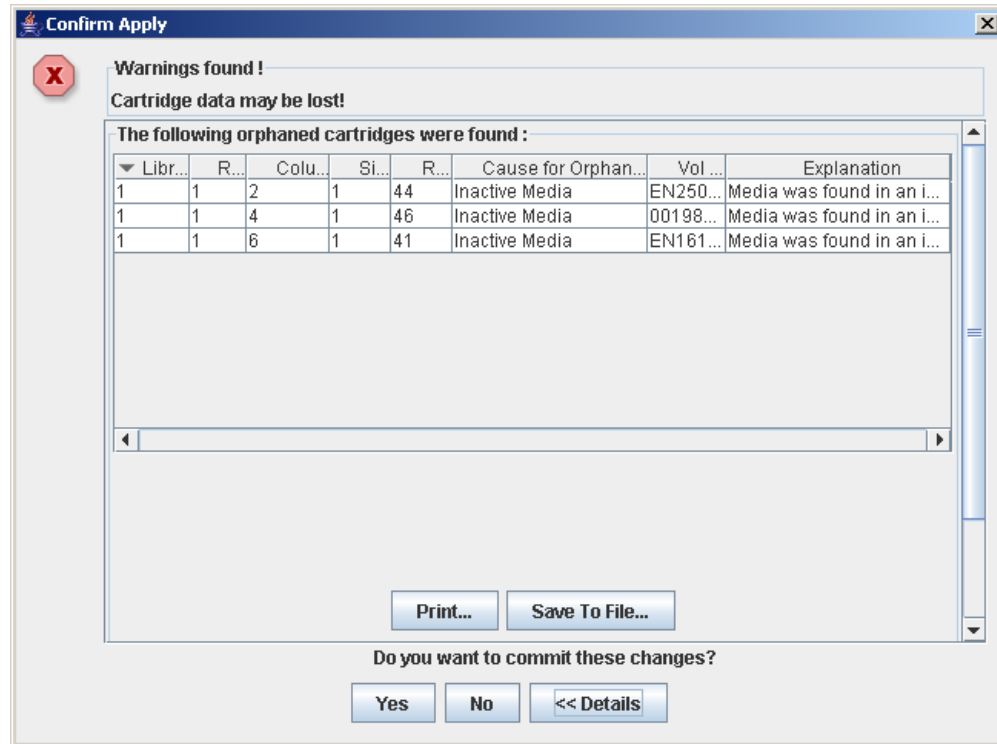 Confirm Apply
Warnings found !
Cartridge data may be lost!
The following orphaned cartridges were found :
Libr... R... Colu... Si... R... Cause for Orphan... Vol ... Explanation
1 1 2 1 44 Inactive Media EN250... Media was found in an i...
1 1 4 1 46 Inactive Media 00198... Media was found in an i...
1 1 6 1 41 Inactive Media EN161... Media was found in an i...
Print... Save To File...
Do you want to commit these changes?
Yes No << Details